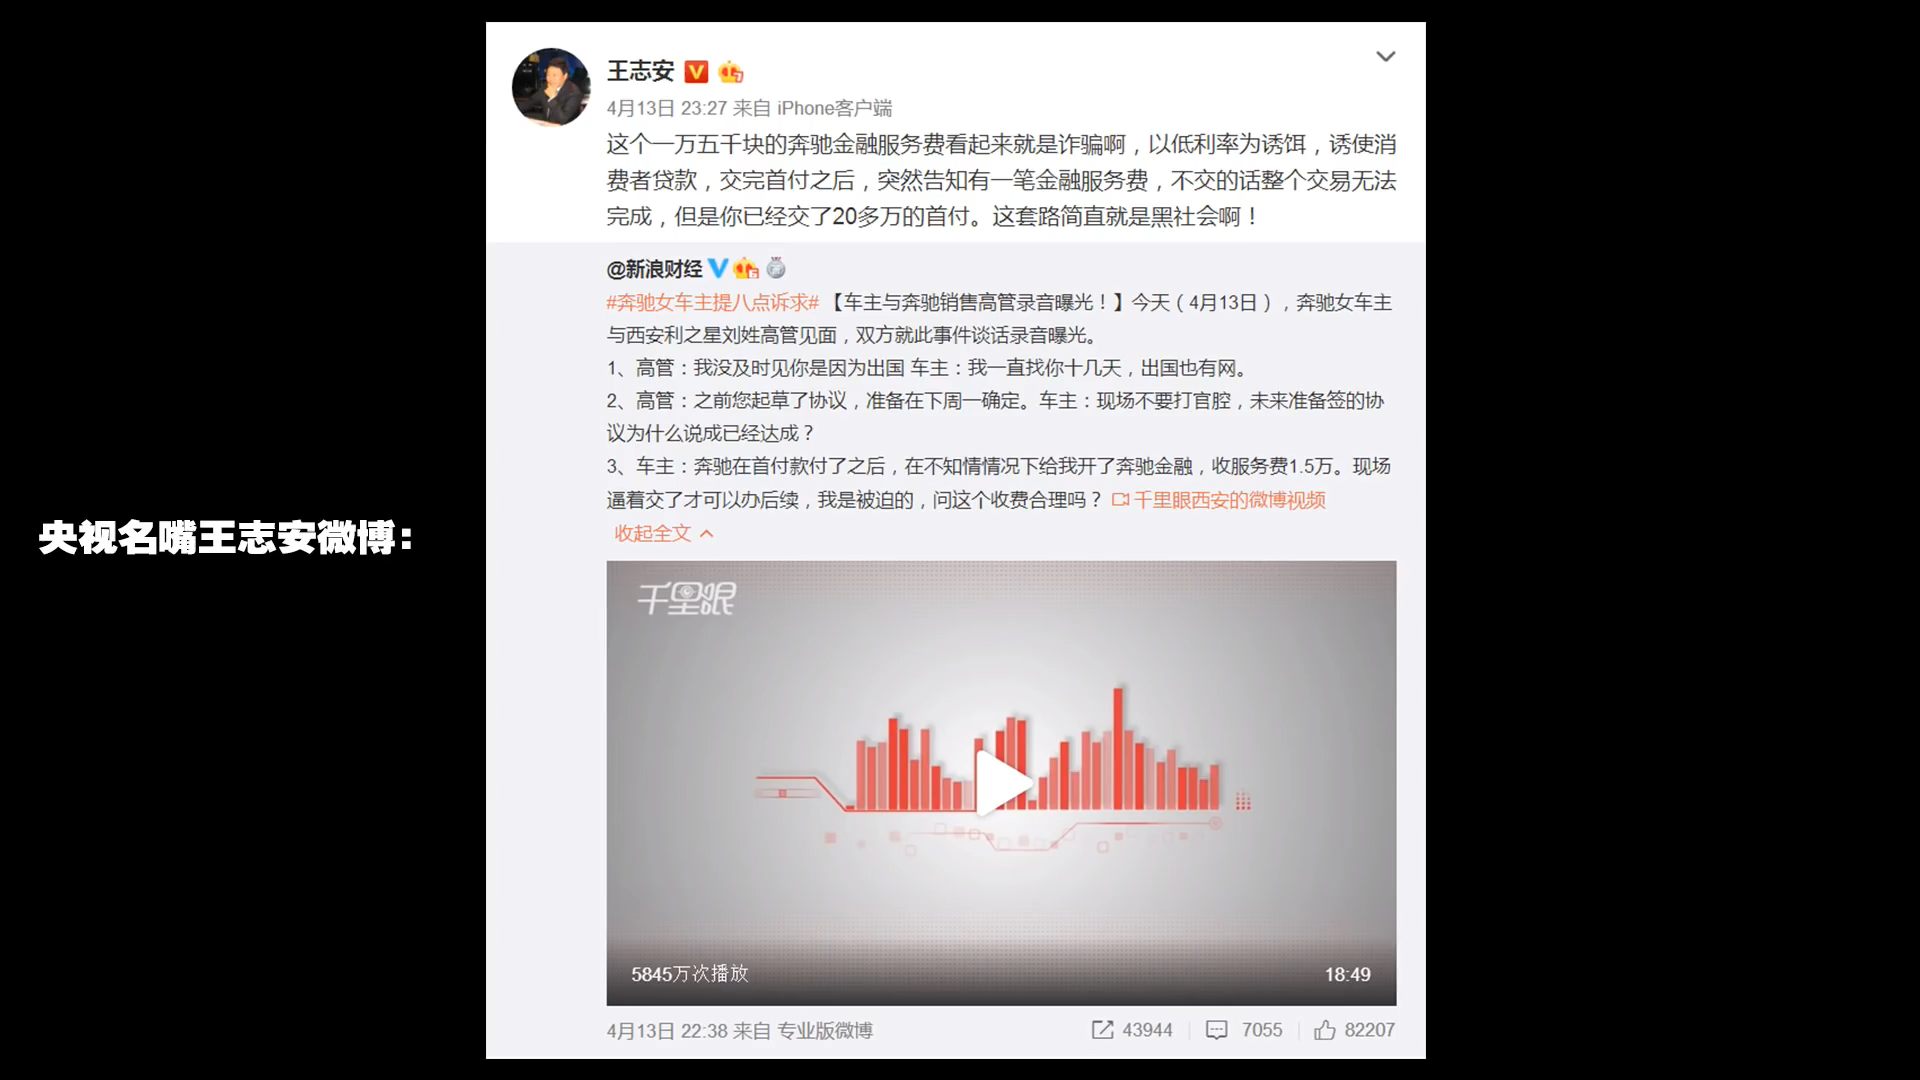 央视名嘴王志安微博：
王志安
4月13日 23:27 来自 iPhone客户端
这个一万五千块的奔驰金融服务费看起来就是诈骗啊，以低利率为诱饵，诱使消
费者贷款，交完首付之后，突然告知有一笔金融服务费，不交的话整个交易无法
完成，但是你已经交了20多万的首付。这套路简直就是黑社会啊！
@新浪财经
#奔驰女车主提八点诉求# 【车主与奔驰销售高管录音曝光！】今天（4月13日），奔驰女车主
与西安利之星刘姓高管见面，双方就此事件谈话录音曝光。
1、高管：我没及时见你是因为出国 车主：我一直找你十几天，出国也有网。
2、高管：之前您起草了协议，准备在下周一确定。车主：现场不要打官腔，未来准备签的协
议为什么说成已经达成？
3、车主：奔驰在首付款付了之后，在不知情情况下给我开了奔驰金融，收服务费1.5万。现场
逼着交了才可以办后续，我是被迫的，问这个收费合理吗？ 千里眼西安的微博视频
收起全文
千里眼
5845万次播放 18:49
4月13日 22:38 来自 专业版微博 43944 7055 82207